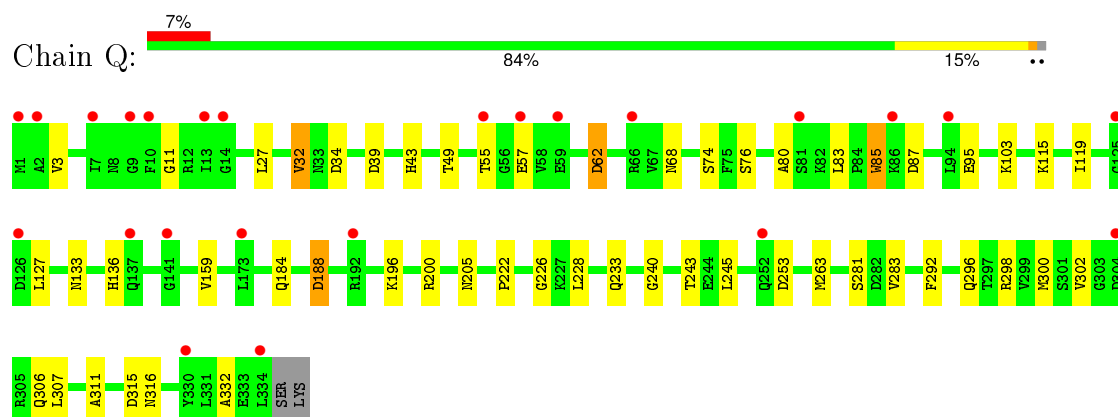 7%
Chain Q:
84% 15% ••
M1 A2 V3 I7 N8 G9 F10 G11 R12 I13 G14 L27 V32 N33 D34 D39 H43 T49 T55 G56 E57 V58 E59 D62 R66 V67 N68 S74 F75 S76 A80 S81 K82 L83 P84 W85 K86 D87 L94 E95 K103 K115 I119 G125
D126 L127 N133 H136 Q137 G141 V159 L173 Q184 D188 R192 K196 R200 N205 P222 G226 K227 L228 Q233 G240 T243 E244 L245 Q252 D253 M263 S281 D282 V283 F292 Q296 T297 R298 V299 M300 S301 V302 G303 D304
R305 Q306 L307 A311 D315 N316 Y330 L331 A332 E333 L334 SER LYS